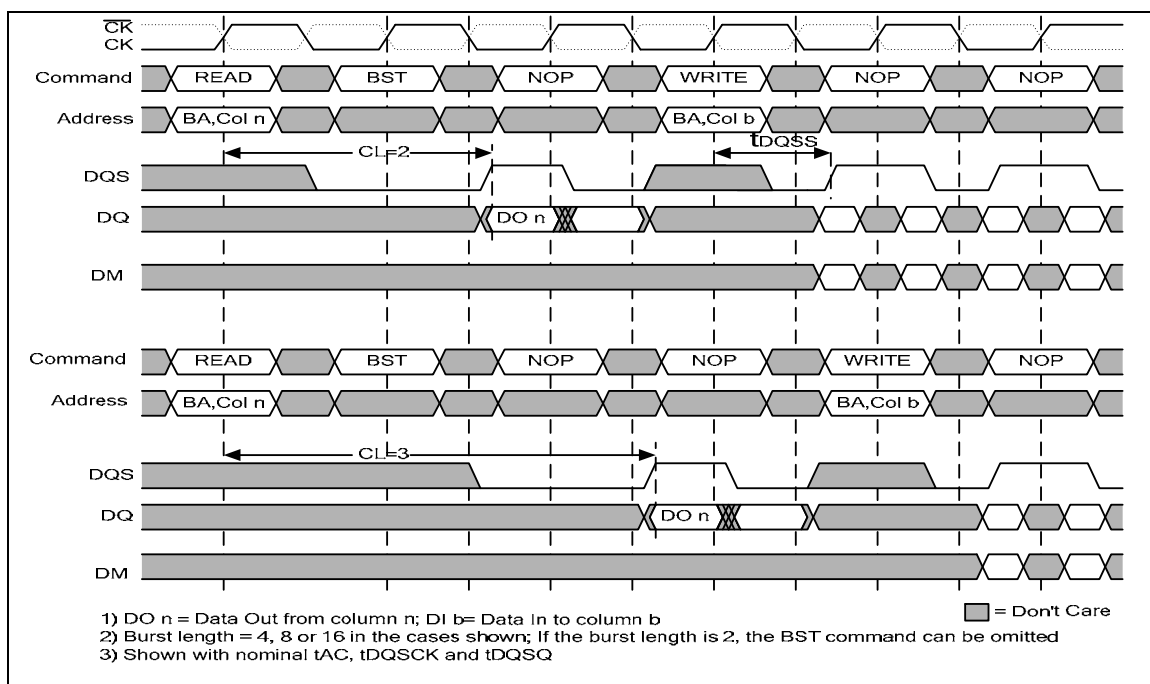 CK
CK
Command READ BST NOP WRITE NOP NOP
Address BA,Col n BA,Col b
CL=2 tDQSS
DQS
DQ DO n
DM
Command READ BST NOP NOP WRITE NOP
Address BA,Col n BA,Col b
CL=3
DQS
DQ DO n
DM
1) DO n = Data Out from column n; DI b= Data In to column b
= Don't Care
2) Burst length = 4, 8 or 16 in the cases shown; If the burst length is 2, the BST command can be omitted
3) Shown with nominal tAC, tDQSCK and tDQSQ